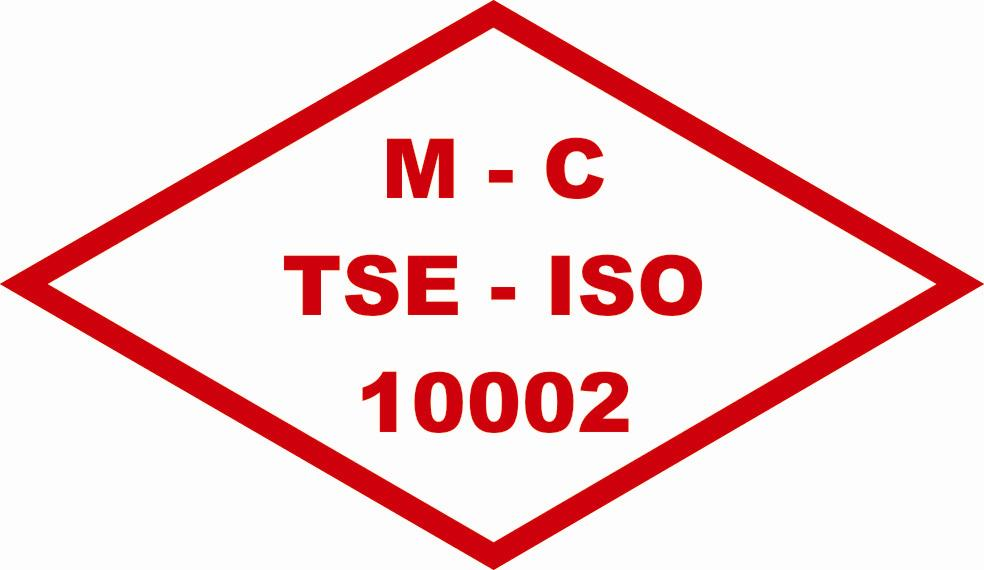 M - C
TSE - ISO
10002